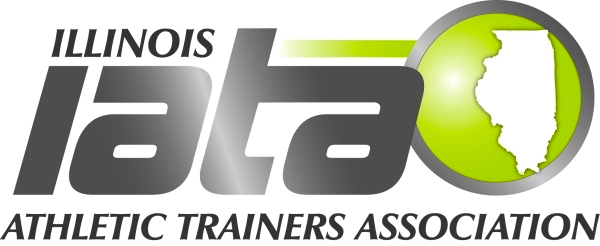 ILLINOIS
iata
ATHLETIC TRAINERS ASSOCIATION